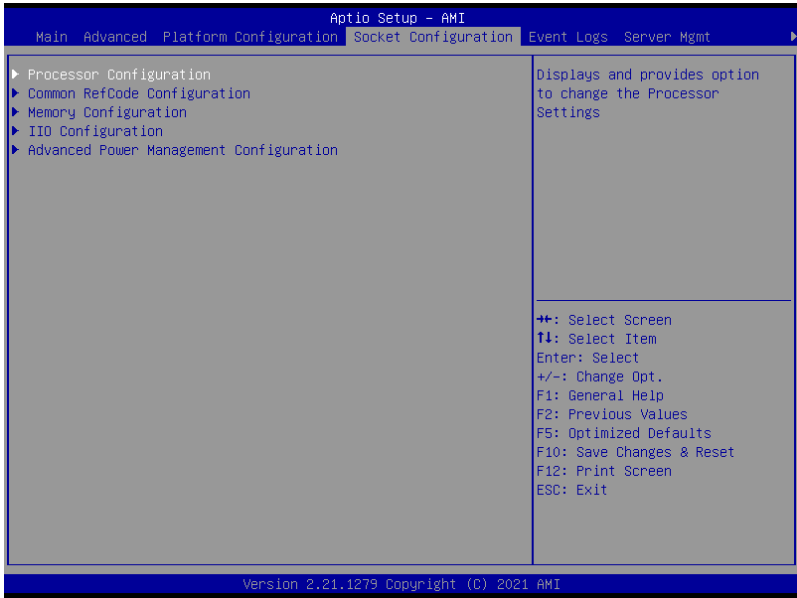 Aptio Setup - AMI
Main Advanced Platform Configuration Socket Configuration Event Logs Server Mgmt
Processor Configuration
Common RefCode Configuration
Memory Configuration
IIO Configuration
Advanced Power Management Configuration
Displays and provides option
to change the Processor
Settings
→←: Select Screen
↑↓: Select Item
Enter: Select
+/-: Change Opt.
F1: General Help
F2: Previous Values
F5: Optimized Defaults
F10: Save Changes & Reset
F12: Print Screen
ESC: Exit
Version 2.21.1279 Copyright (C) 2021 AMI